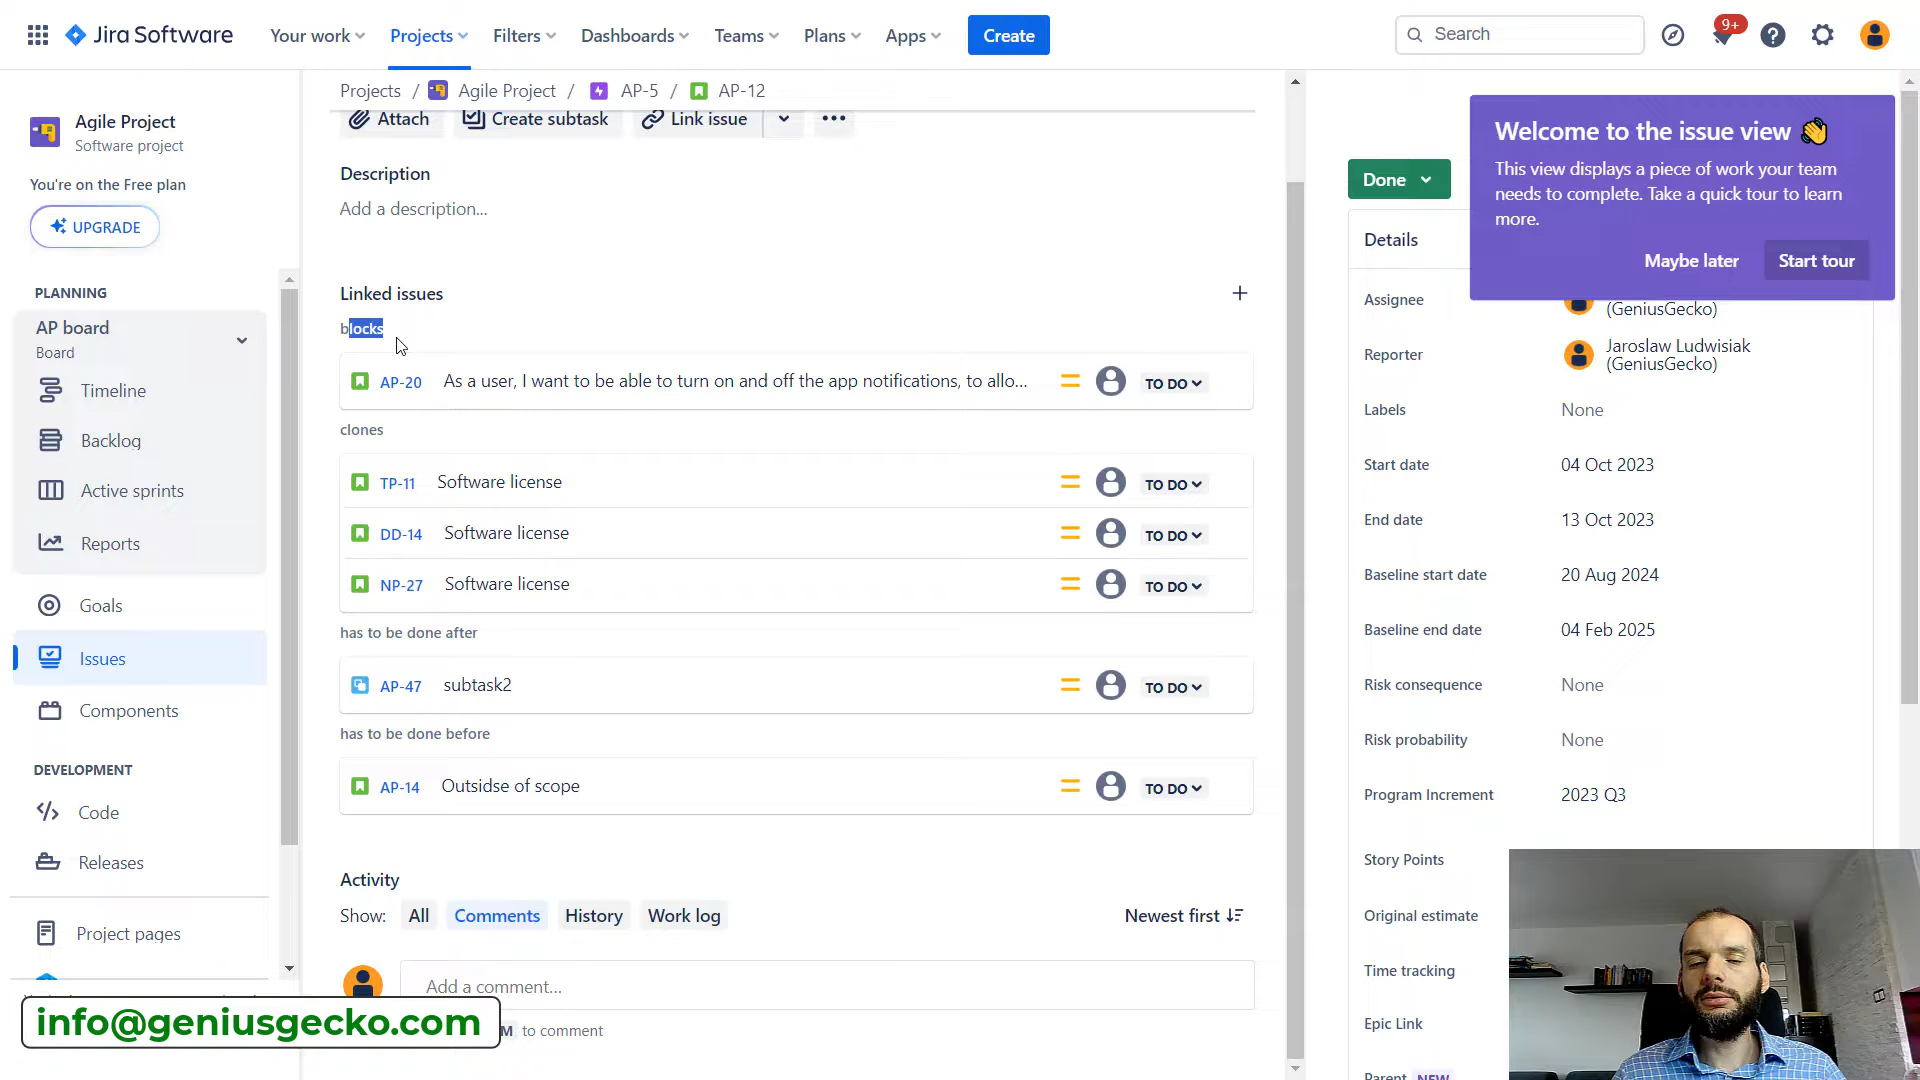 Jira Software
Your work
Projects
Filters
Dashboards
Teams
Plans
Apps
Create
Search
9+
Agile Project
Software project
You're on the Free plan
UPGRADE
PLANNING
AP board
Board
Timeline
Backlog
Active sprints
Reports
Goals
Issues
Components
DEVELOPMENT
Code
Releases
Project pages
info@geniusgecko.com
Projects / Agile Project / AP-5 / AP-12
Attach
Create subtask
Link issue
Description
Add a description...
Linked issues
blocks
AP-20 As a user, I want to be able to turn on and off the app notifications, to allo... TO DO
clones
TP-11 Software license TO DO
DD-14 Software license TO DO
NP-27 Software license TO DO
has to be done after
AP-47 subtask2 TO DO
has to be done before
AP-14 Outsidse of scope TO DO
Activity
Show: All Comments History Work log Newest first
Add a comment...
M to comment
Welcome to the issue view 👋
This view displays a piece of work your team
needs to complete. Take a quick tour to learn
more.
Maybe later Start tour
Done
Details
Assignee (GeniusGecko)
Reporter Jaroslaw Ludwisiak
(GeniusGecko)
Labels None
Start date 04 Oct 2023
End date 13 Oct 2023
Baseline start date 20 Aug 2024
Baseline end date 04 Feb 2025
Risk consequence None
Risk probability None
Program Increment 2023 Q3
Story Points
Original estimate
Time tracking
Epic Link
Parent NEW